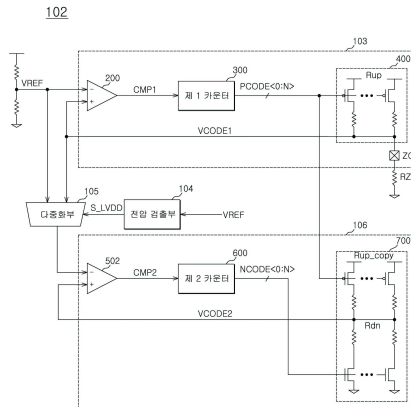 102
103
400
Rup
VREF
200
CMP1
300
제 1 카운터
PCODE<0:N>
VCODE1
RZ
105
다중화부
S_LVDD
104
전압 검출부
VREF
106
700
Rup_copy
502
CMP2
600
제 2 카운터
NCODE<0:N>
VCODE2
Rdn